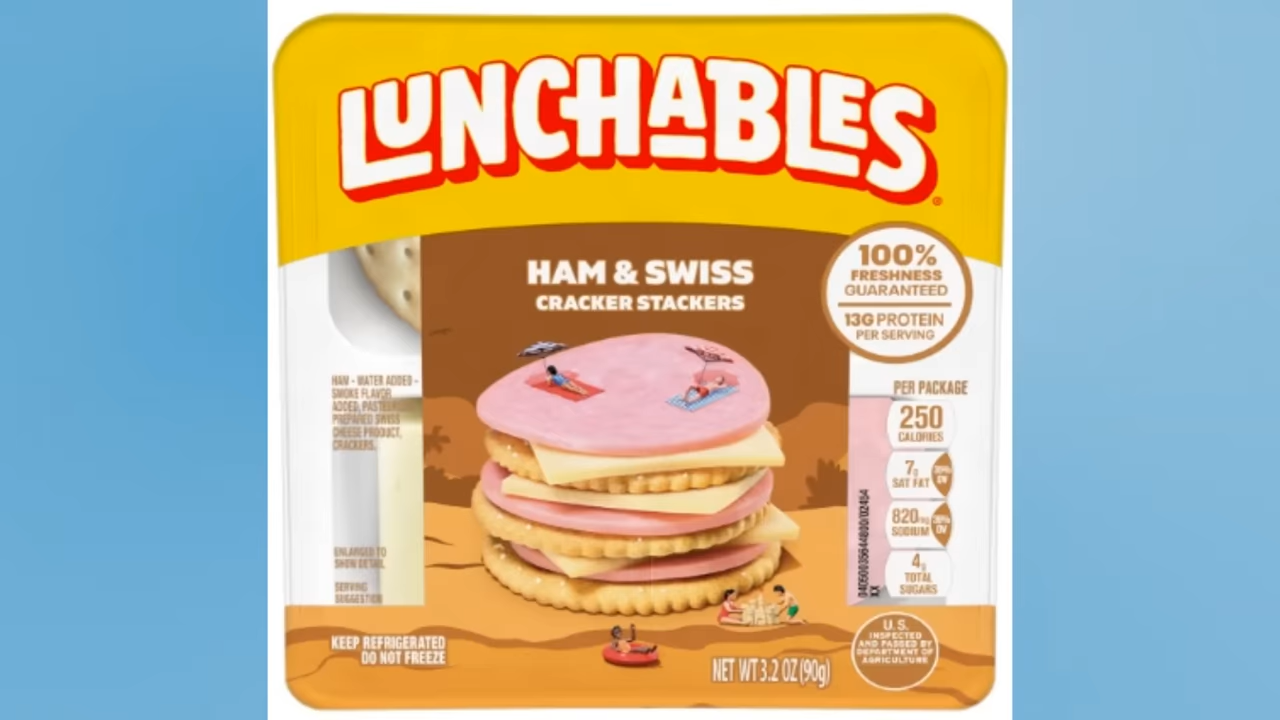 LUNCHABLES
®
HAM & SWISS
CRACKER STACKERS
100%
FRESHNESS
GUARANTEED
13G PROTEIN
PER SERVING
HAM - WATER ADDED -
SMOKE FLAVOR
ADDED,
PREPARED SWISS
CHEESE PRODUCT,
CRACKERS.
PER PACKAGE
250
CALORIES
7g
SAT FAT
DV
820mg
SODIUM
DV
4g
TOTAL
SUGARS
XX
ENLARGED TO
SHOW DETAIL
SERVING
SUGGESTION
KEEP REFRIGERATED
DO NOT FREEZE
NET WT 3.2 OZ (90g)
U.S.
INSPECTED
AND PASSED BY
DEPARTMENT OF
AGRICULTURE